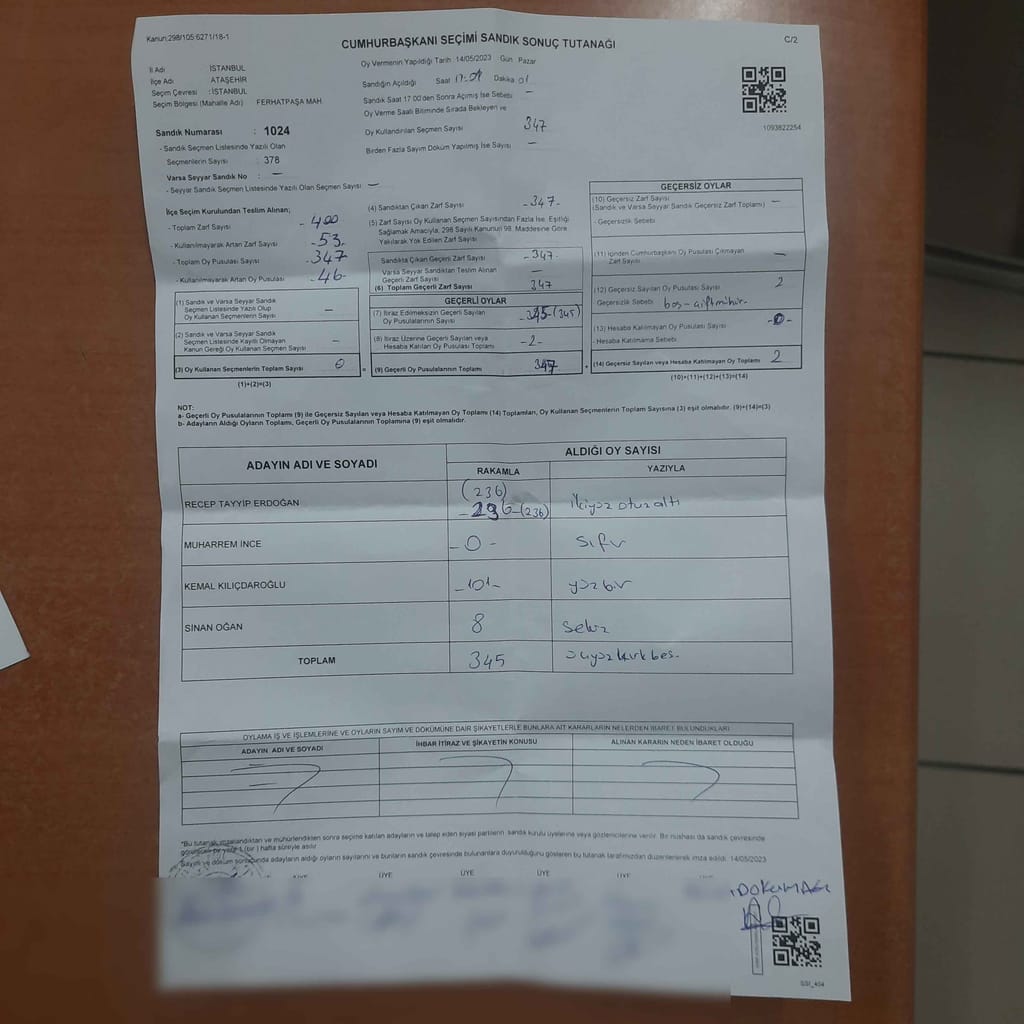 Kanun:298/105:6271/18-1
C/2
CUMHURBAŞKANI SEÇİMİ SANDIK SONUÇ TUTANAĞI
İl Adı İSTANBUL
İlçe Adı ATAŞEHİR
Seçim Çevresi : İSTANBUL
Seçim Bölgesi (Mahalle Adı) FERHATPAŞA MAH.
Sandık Numarası : 1024
- Sandık Seçmen Listesinde Yazılı Olan
Seçmenlerin Sayısı : 378
Varsa Seyyar Sandık No : —
- Seyyar Sandık Seçmen Listesinde Yazılı Olan Seçmen Sayısı —
Oy Vermenin Yapıldığı Tarih 14/05/2023 Gün Pazar
Sandığın Açıldığı Saat 17:01 Dakika 01
Sandık Saat 17:00'den Sonra Açımış İse Sebebi —
Oy Verme Saati Bitiminde Sırada Bekleyen ve
Oy Kullandırılan Seçmen Sayısı 347
Birden Fazla Sayım Döküm Yapılmış İse Sayısı —
1093822254
İlçe Seçim Kurulundan Teslim Alınan;
- Toplam Zarf Sayısı - 400
- Kullanılmayarak Artan Zarf Sayısı - 53.
- Toplam Oy Pusulası Sayısı - 347
- Kullanılmayarak Artan Oy Pusulası - 46-
(1) Sandık ve Varsa Seyyar Sandık
Seçmen Listesinde Yazılı Olup
Oy Kullanan Seçmenlerin Sayısı —
(2) Sandık ve Varsa Seyyar Sandık
Seçmen Listesinde Kayıtlı Olmayan
Kanun Gereği Oy Kullanan Seçmen Sayısı —
(3) Oy Kullanan Seçmenlerin Toplam Sayısı 0
(1)+(2)=(3)
(4) Sandıktan Çıkan Zarf Sayısı -347-
(5) Zarf Sayısı Oy Kullanan Seçmen Sayısından Fazla İse, Eşitliği
Sağlamak Amacıyla, 298 Sayılı Kanunun 98. Maddesine Göre
Yakılarak Yok Edilen Zarf Sayısı
Sandıkta Çıkan Geçerli Zarf Sayısı -347-
Varsa Seyyar Sandıktan Teslim Alınan
Geçerli Zarf Sayısı —
(6) Toplam Geçerli Zarf Sayısı 347
GEÇERLİ OYLAR
(7) İtiraz Edilmeksizin Geçerli Sayılan
Oy Pusulalarının Sayısı -345-(345)
(8) İtiraz Üzerine Geçerli Sayılan veya
Hesaba Katılan Oy Pusulası Toplamı -2-
= (9) Geçerli Oy Pusulalarının Toplamı 347
GEÇERSİZ OYLAR
(10) Geçersiz Zarf Sayısı —
(Sandık ve Varsa Seyyar Sandık Geçersiz Zarf Toplamı)
- Geçersizlik Sebebi
(11) İçinden Cumhurbaşkanı Oy Pusulası Çıkmayan
Zarf Sayısı —
(12) Geçersiz Sayılan Oy Pusulası Sayısı 2
Geçersizlik Sebebi boş - çift mühür-
(13) Hesaba Katılmayan Oy Pusulası Sayısı -0-
- Hesaba Katılmama Sebebi
+ (14) Geçersiz Sayılan veya Hesaba Katılmayan Oy Toplamı 2
(10)+(11)+(12)+(13)=(14)
NOT:
a- Geçerli Oy Pusulalarının Toplamı (9) ile Geçersiz Sayılan veya Hesaba Katılmayan Oy Toplamı (14) Toplamları, Oy Kullanan Seçmenlerin Toplam Sayısına (3) eşit olmalıdır. (9)+(14)=(3)
b- Adayların Aldığı Oyların Toplamı, Geçerli Oy Pusulalarının Toplamına (9) eşit olmalıdır.
ADAYIN ADI VE SOYADI ALDIĞI OY SAYISI
RAKAMLA YAZIYLA
(236)
RECEP TAYYİP ERDOĞAN -236-(236) ikiyüz otuz altı
MUHARREM İNCE -0- sıfır
KEMAL KILIÇDAROĞLU -101- yüz bir
SİNAN OĞAN 8 sekiz
TOPLAM 345 üçyüz kırk beş.
OYLAMA İŞ VE İŞLEMLERİNE VE OYLARIN SAYIM VE DÖKÜMÜNE DAİR ŞİKAYETLERLE BUNLARA AİT KARARLARIN NELERDEN İBARET BULUNDUKLARI
ADAYIN ADI VE SOYADI İHBAR İTİRAZ VE ŞİKAYETİN KONUSU ALINAN KARARIN NEDEN İBARET OLDUĞU
*Bu tutanak imzalandıktan ve mühürlendikten sonra seçime katılan adayların ve talep eden siyasi partilerin sandık kurulu üyelerine veya gözlemcilerine verilir. Bir nüshası da sandık çevresinde
görülecek bir yere 1 (bir ) hafta süreyle asılır
Sayım ve döküm sonucunda adayların aldığı oyların sayılarını ve bunların sandık çevresinde bulunanlara duyurulduğunu gösteren bu tutanak tarafımızdan düzenlenerek imza edildi. 14/05/2023
ÜYE ÜYE ÜYE ÜYE ÜYE